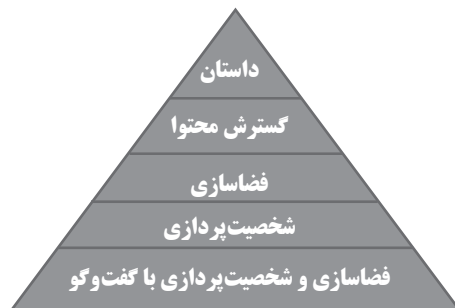 داستان
گسترش محتوا
فضاسازی
شخصیت‌پردازی
فضاسازی و شخصیت‌پردازی با گفت‌وگو